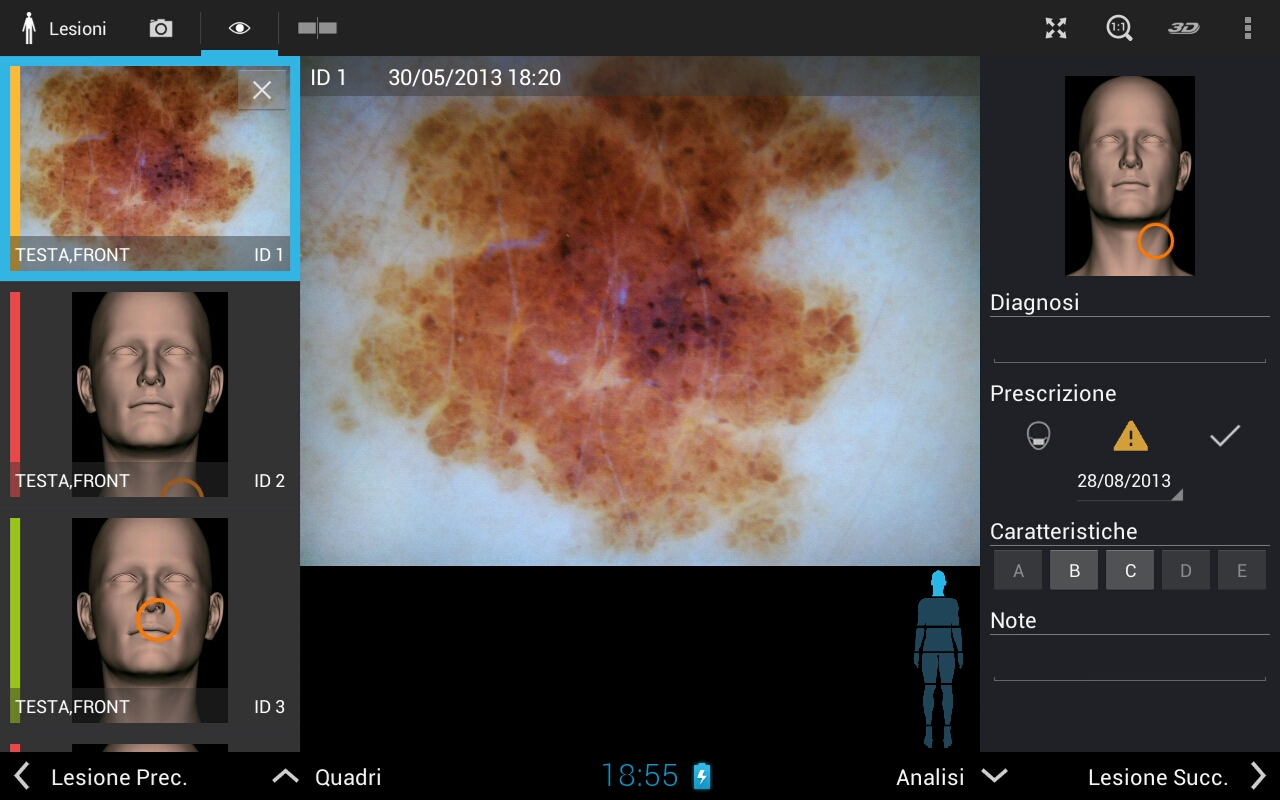 Lesioni
1:1
3D
TESTA,FRONT ID 1
TESTA,FRONT ID 2
TESTA,FRONT ID 3
ID 1 30/05/2013 18:20
Diagnosi
Prescrizione
28/08/2013
Caratteristiche
A B C D E
Note
Lesione Prec. Quadri 18:55 Analisi Lesione Succ.